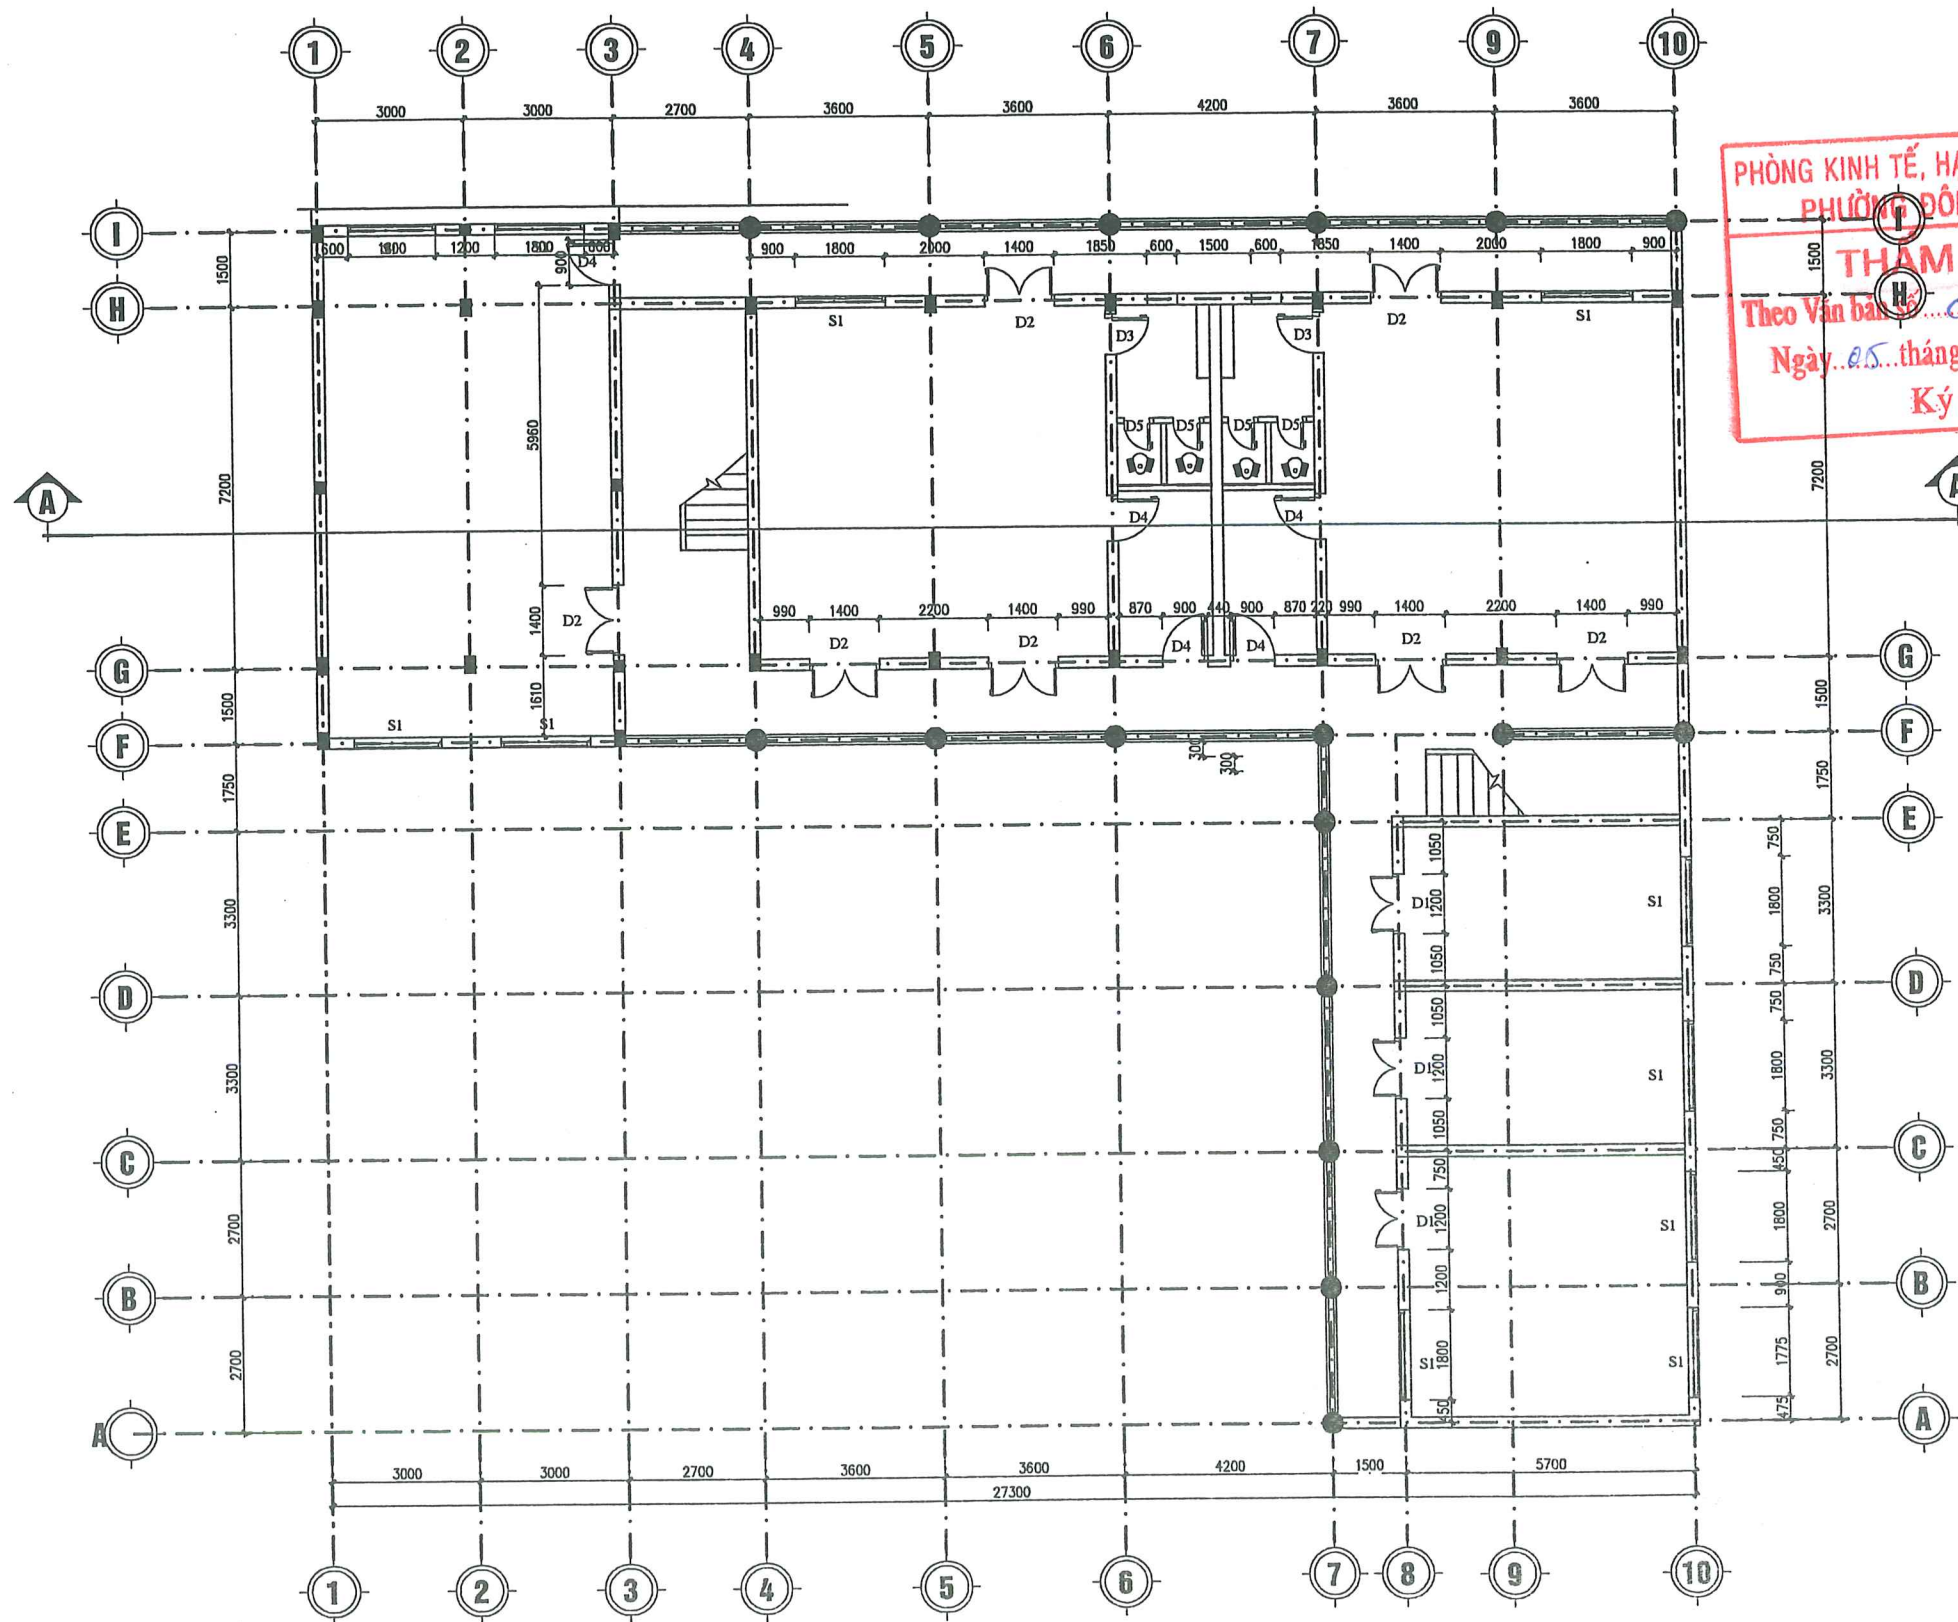 1 2 3 4 5 6 7 9 10
3000 3000 2700 3600 3600 4200 3600 3600
PHÒNG KINH TẾ, HẠ
PHƯỜNG ĐÔ
THẨM
Theo Văn bản số
Ngày 05 tháng
Ký
I I
600 1800 1200 1800 600 900 1800 2000 1400 1850 600 1500 600 1850 1400 2000 1800 900
1500 900 D4 1500
H H
S1 D2 D3 D3 D2 S1
5960 D5 D5 D5 D5
7200 7200
A A
D4 D4
990 1400 2200 1400 990 870 900 440 900 870 220 990 1400 2200 1400 990
1400 D2 D2 D2 D4 D4 D2 D2
G G
1500 1610 1500
S1 S1
F F
300 300
1750 1750
E E
1050 750
3300 D1 1200 S1 1800 3300
1050 750
D D
1050 750
3300 D1 1200 S1 1800 3300
1050 750
C C
750 450
2700 D1 1200 S1 1800 2700
B 1200 900 B
2700 S1 1800 S1 1775 2700
450 475
A A
3000 3000 2700 3600 3600 4200 1500 5700
27300
1 2 3 4 5 6 7 8 9 10